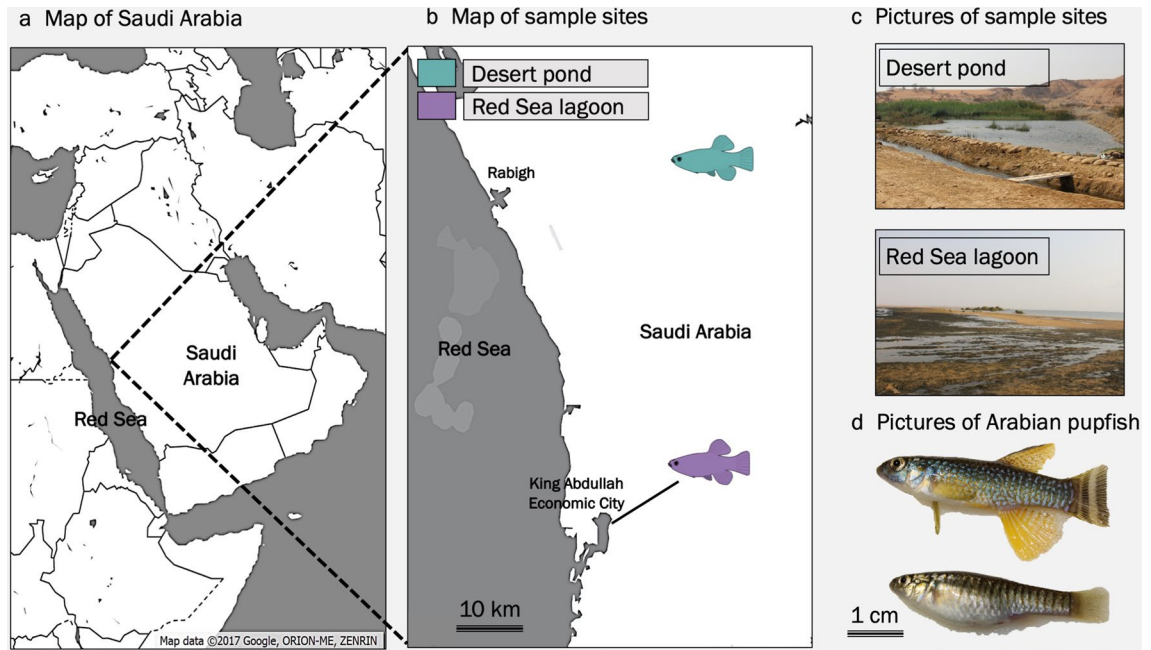 a Map of Saudi Arabia
Saudi
Arabia
Red Sea
Map data ©2017 Google, ORION-ME, ZENRIN
b Map of sample sites
Desert pond
Red Sea lagoon
Rabigh
Saudi Arabia
Red Sea
King Abdullah
Economic City
10 km
c Pictures of sample sites
Desert pond
Red Sea lagoon
d Pictures of Arabian pupfish
1 cm